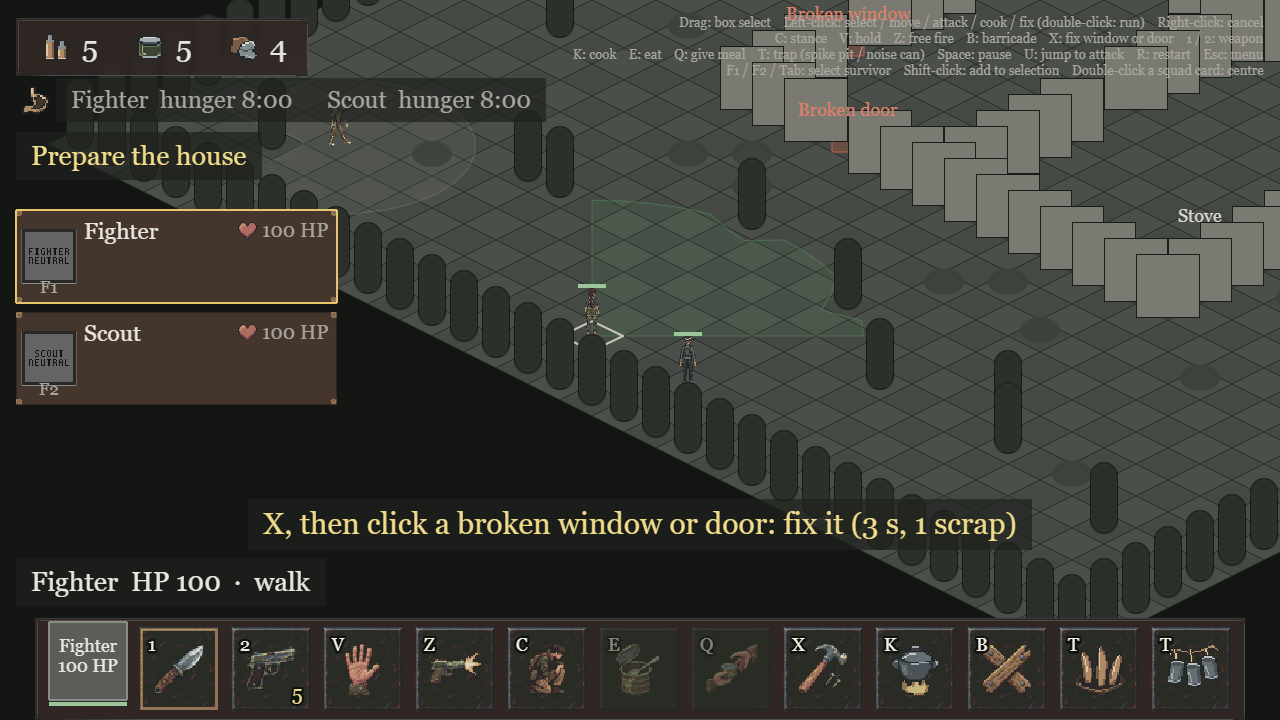 5 5 4
Broken window
Drag: box select Left-click: select / move / attack / cook / fix (double-click: run) Right-click: cancel
C: stance V: hold Z: free fire B: barricade X: fix window or door 1 / 2: weapon
K: cook E: eat Q: give meal T: trap (spike pit / noise can) Space: pause U: jump to attack R: restart Esc: menu
F1 / F2 / Tab: select survivor Shift-click: add to selection Double-click a squad card: centre
Fighter hunger 8:00 Scout hunger 8:00
Broken door
Prepare the house
Stove
Fighter 100 HP
FIGHTER
NEUTRAL
F1
Scout 100 HP
SCOUT
NEUTRAL
F2
X, then click a broken window or door: fix it (3 s, 1 scrap)
Fighter HP 100 · walk
Fighter
100 HP
1 2 V Z C E Q X K B T T
5